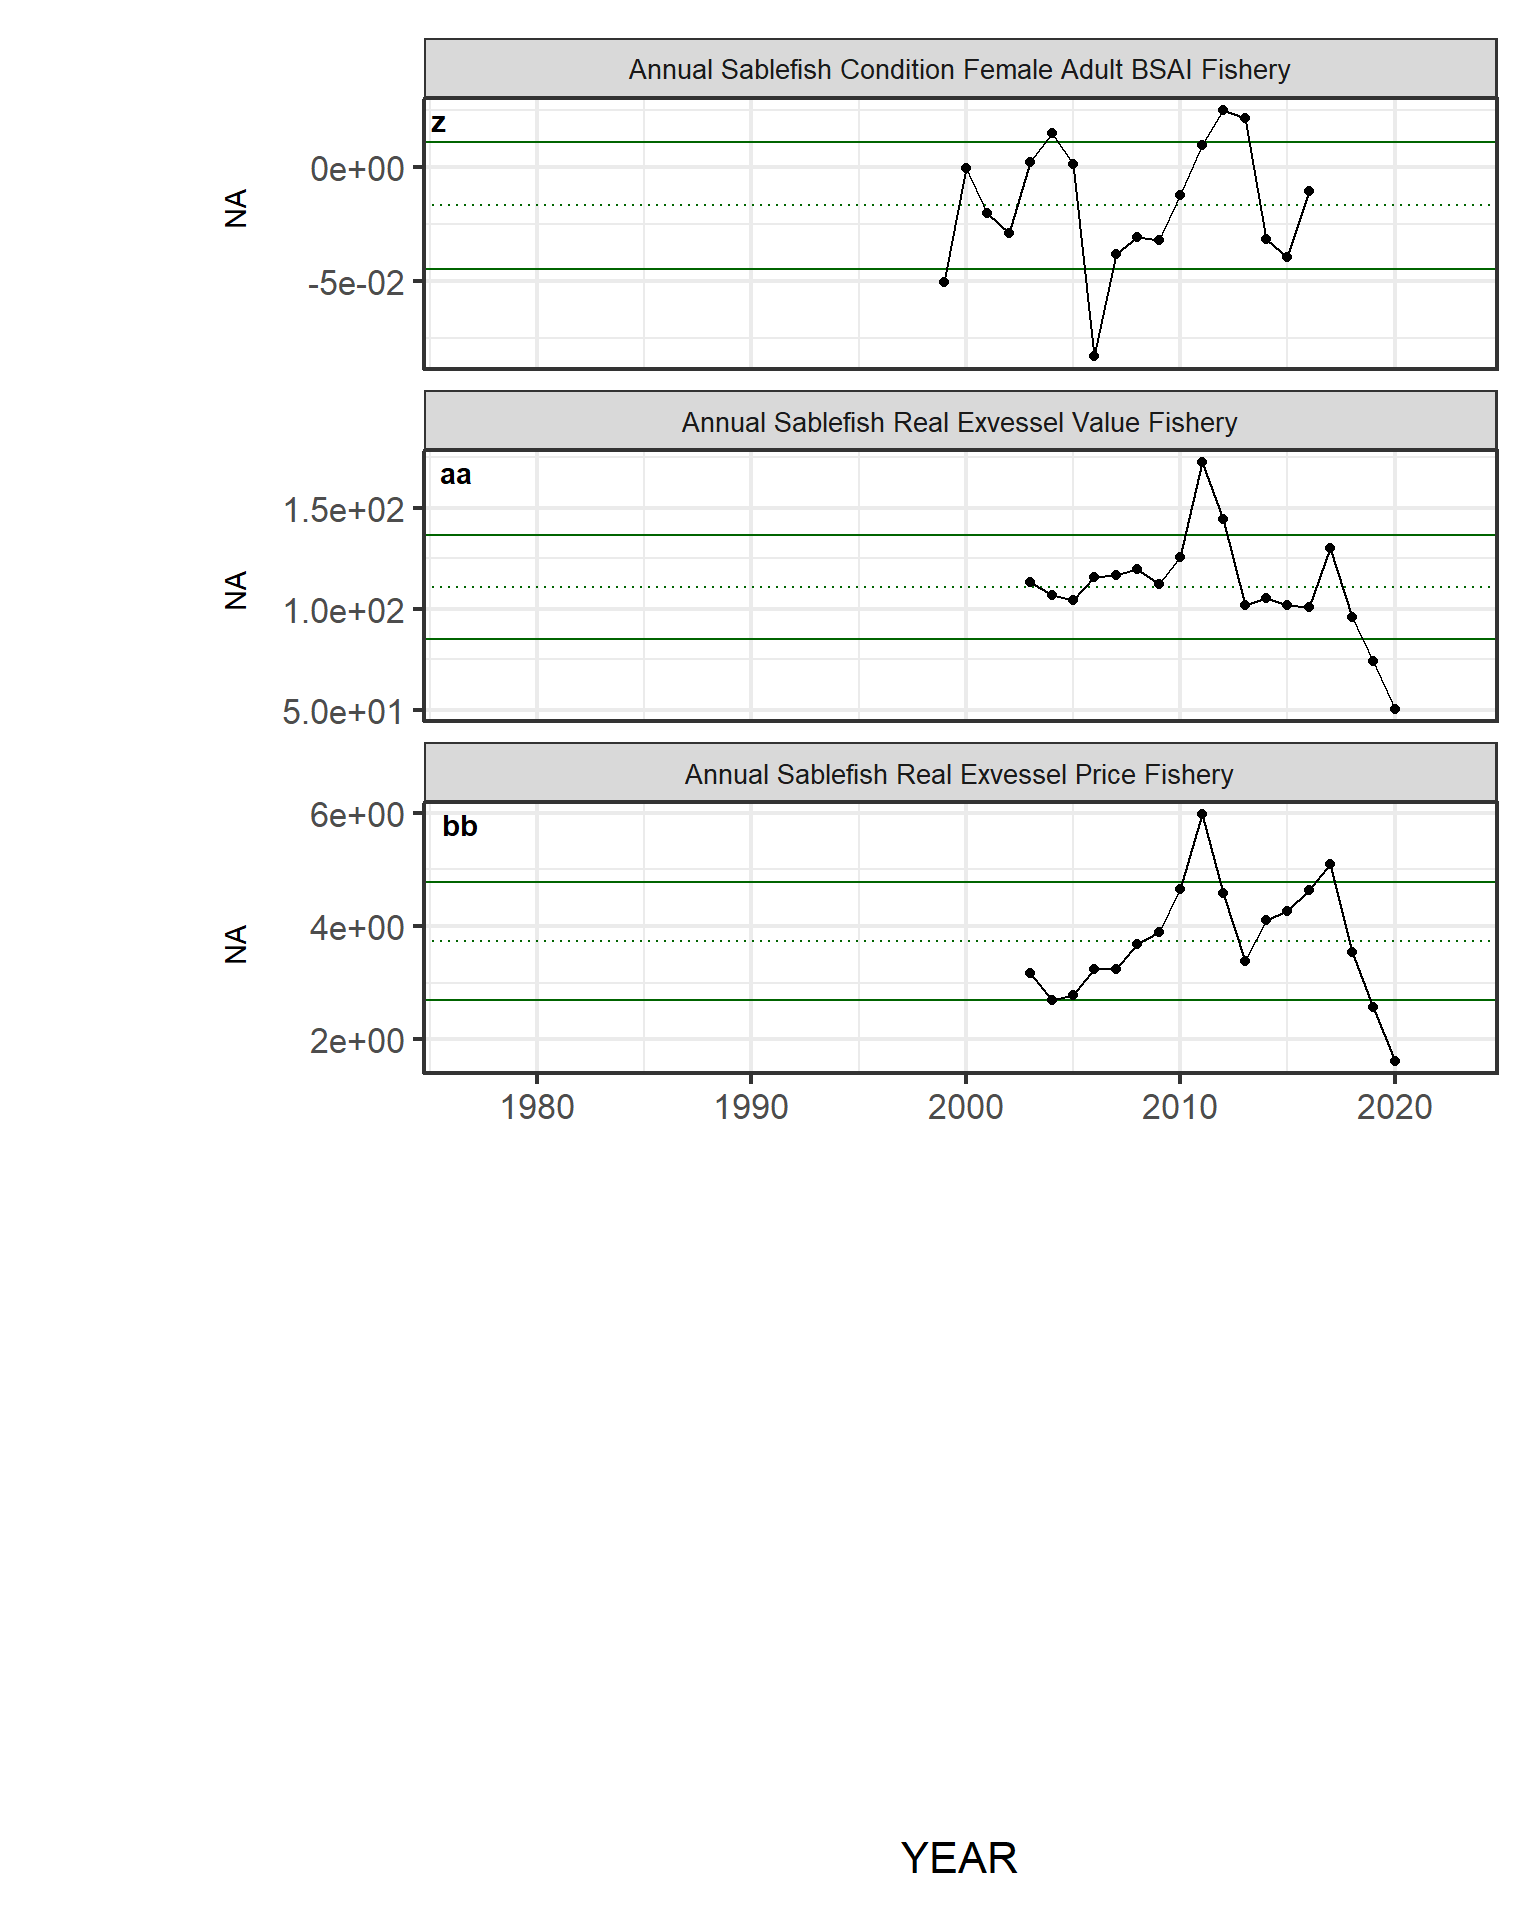 Annual Sablefish Condition Female Adult BSAI Fishery
z
0e+00
-5e-02
NA
Annual Sablefish Real Exvessel Value Fishery
aa
1.5e+02
1.0e+02
5.0e+01
NA
Annual Sablefish Real Exvessel Price Fishery
bb
6e+00
4e+00
2e+00
NA
1980 1990 2000 2010 2020
YEAR